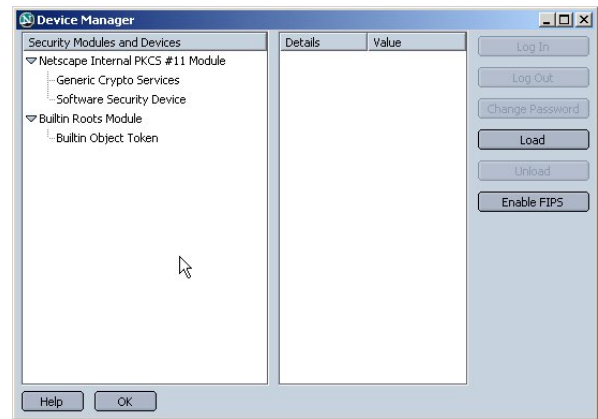 Device Manager
Security Modules and Devices
Netscape Internal PKCS #11 Module
Generic Crypto Services
Software Security Device
Builtin Roots Module
Builtin Object Token
Details
Value
Log In
Log Out
Change Password
Load
Unload
Enable FIPS
Help
OK